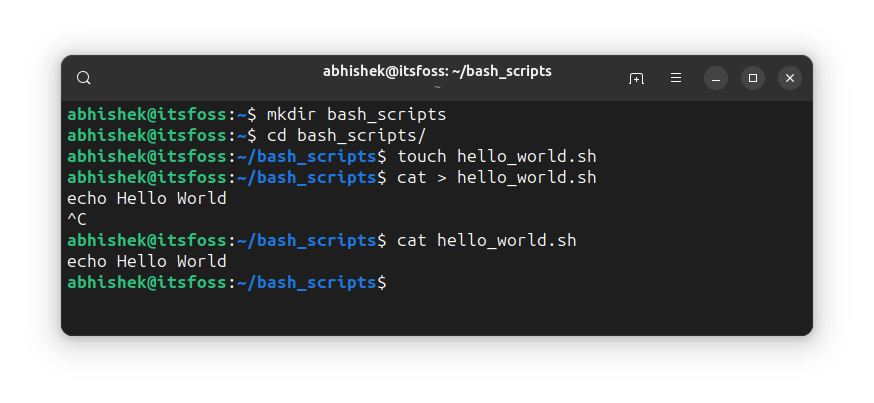 abhishek@itsfoss: ~/bash_scripts
~
abhishek@itsfoss:~$ mkdir bash_scripts
abhishek@itsfoss:~$ cd bash_scripts/
abhishek@itsfoss:~/bash_scripts$ touch hello_world.sh
abhishek@itsfoss:~/bash_scripts$ cat > hello_world.sh
echo Hello World
^C
abhishek@itsfoss:~/bash_scripts$ cat hello_world.sh
echo Hello World
abhishek@itsfoss:~/bash_scripts$